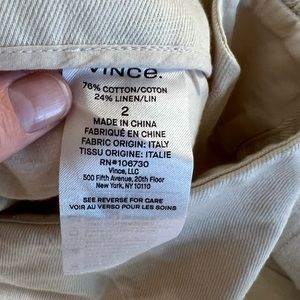 VINCE.
76% COTTON/COTON
24% LINEN/LIN
2
MADE IN CHINA
FABRIQUÉ EN CHINE
FABRIC ORIGIN: ITALY
TISSU ORIGINE: ITALIE
RN#106730
Vince, LLC
500 Fifth Avenue, 20th Floor
New York, NY 10110
SEE REVERSE FOR CARE
VOIR AU VERSO POUR LES SOINS